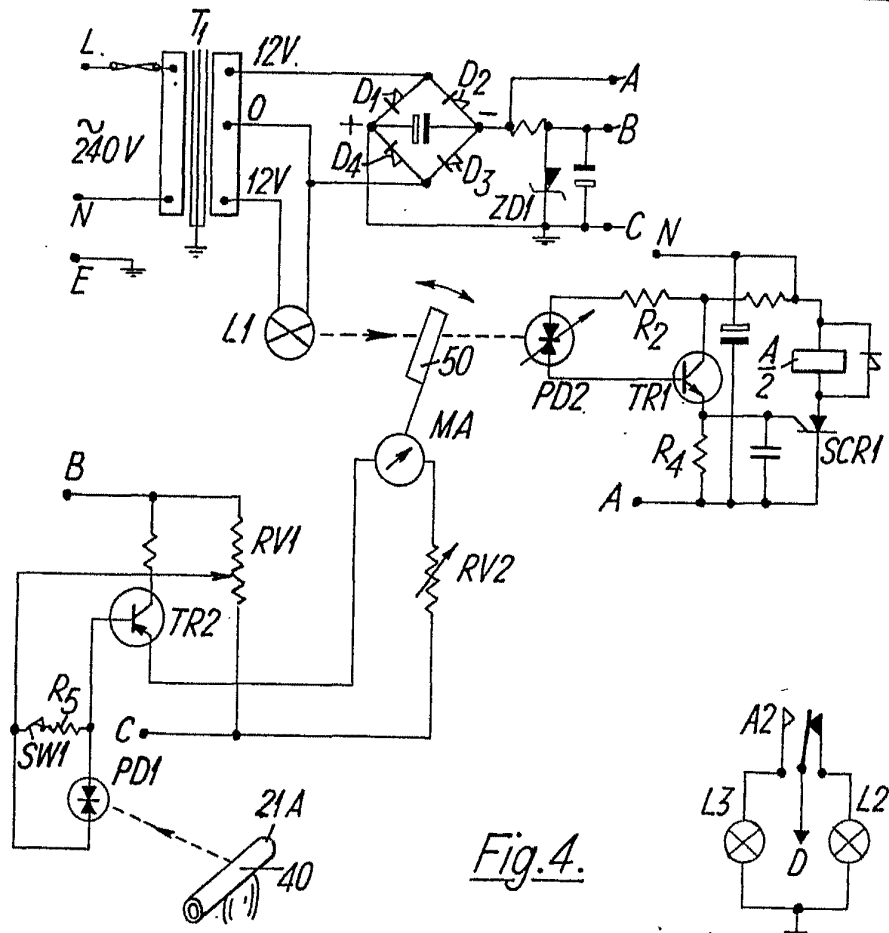 L.
T1
12V.
D1
D2
A
0
+
-
B
~
240V
D4
D3
12V
ZD1
N
C
E
N
L1
50
R2
A/2
PD2
TR1
MA
R4
SCR1
A
B
RV1
RV2
TR2
R5
SW1
C
PD1
21A
40
Fig.4.
A2
L3
L2
D